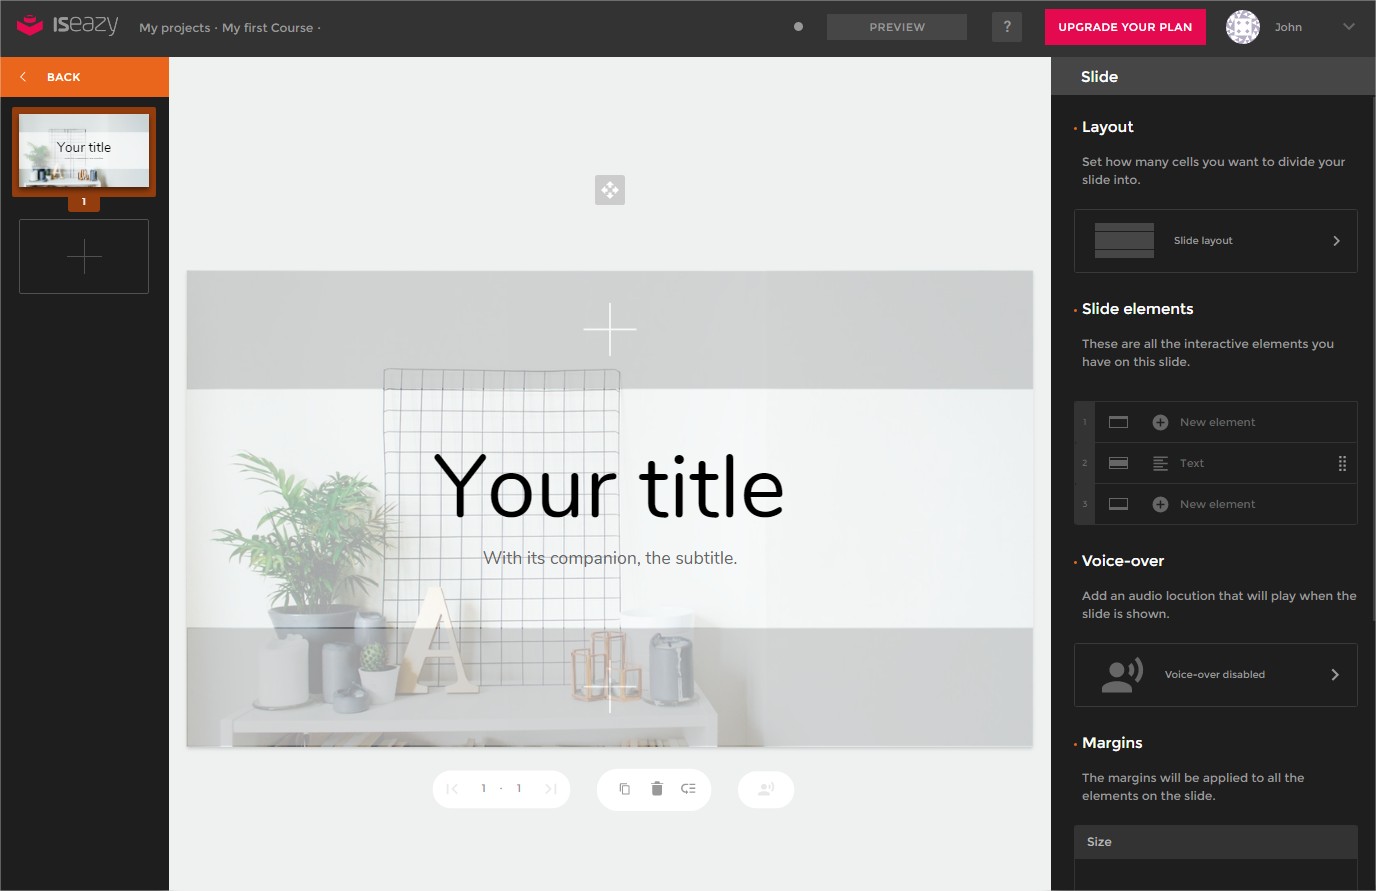 ISeazy
My projects · My first Course ·
PREVIEW
?
UPGRADE YOUR PLAN
John
BACK
Your title
1
Your title
With its companion, the subtitle.
A
1 · 1
Slide
Layout
Set how many cells you want to divide your
slide into.
Slide layout
Slide elements
These are all the interactive elements you
have on this slide.
1 New element
2 Text
3 New element
Voice-over
Add an audio locution that will play when the
slide is shown.
Voice-over disabled
Margins
The margins will be applied to all the
elements on the slide.
Size